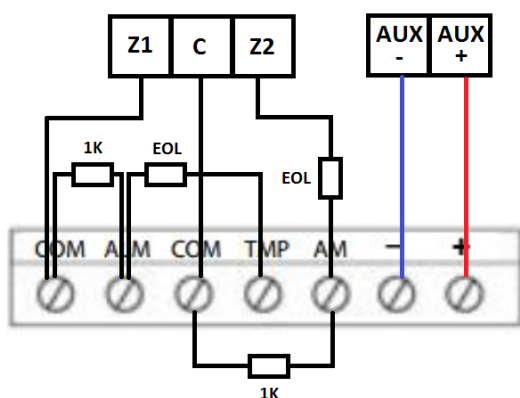 Z1 C Z2
AUX - AUX +
1K EOL
EOL
COM ALM COM TMP AM - +
1K